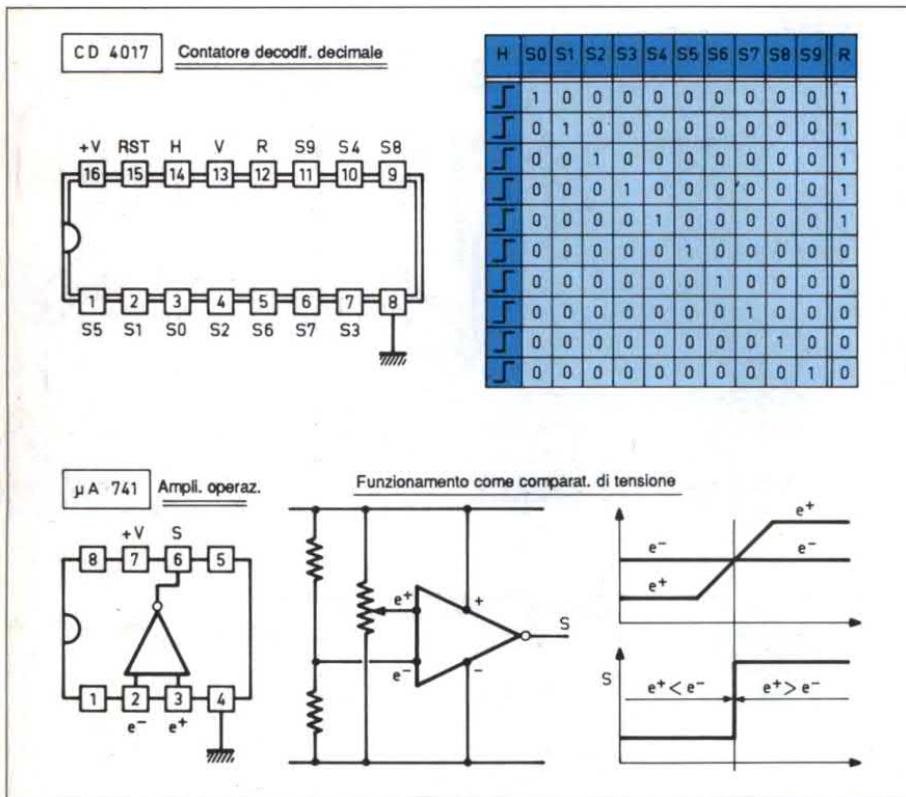 CD 4017 Contatore decodif. decimale
+V RST H V R S9 S4 S8
16 15 14 13 12 11 10 9
1 2 3 4 5 6 7 8
S5 S1 S0 S2 S6 S7 S3
H S0 S1 S2 S3 S4 S5 S6 S7 S8 S9 R
1 0 0 0 0 0 0 0 0 0 1
0 1 0 0 0 0 0 0 0 0 1
0 0 1 0 0 0 0 0 0 0 1
0 0 0 1 0 0 0 0 0 0 1
0 0 0 0 1 0 0 0 0 0 1
0 0 0 0 0 1 0 0 0 0 0
0 0 0 0 0 0 1 0 0 0 0
0 0 0 0 0 0 0 1 0 0 0
0 0 0 0 0 0 0 0 1 0 0
0 0 0 0 0 0 0 0 0 1 0
µA 741 Ampli. operaz.
+V S
8 7 6 5
1 2 3 4
e- e+
Funzionamento come comparat. di tensione
e+ +
S
e- -
e+
e- e-
e+
S
e+ < e- e+ > e-